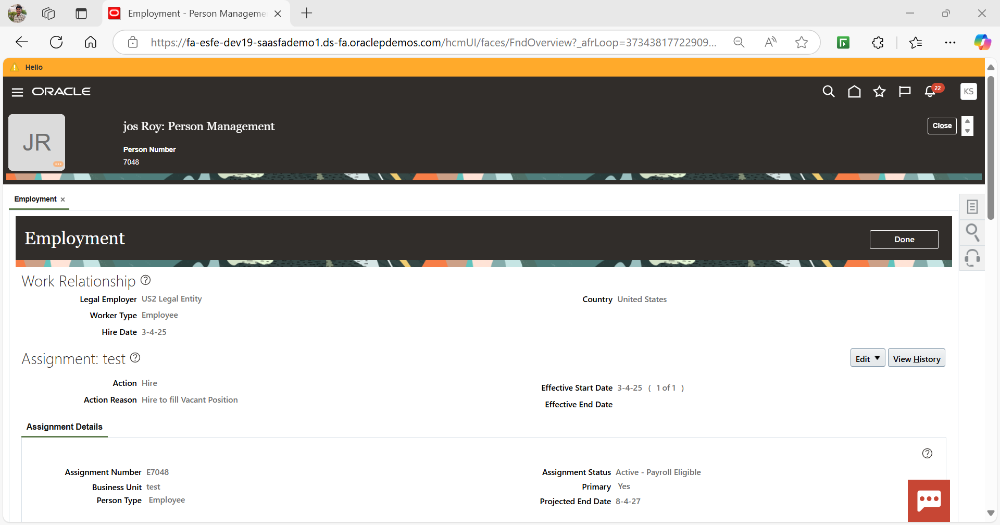 Employment - Person Manageme
https://fa-esfe-dev19-saasfademo1.ds-fa.oraclepdemos.com/hcmUI/faces/FndOverview?_afrLoop=37343817722909...
Hello
ORACLE
22
KS
JR
jos Roy: Person Management
Close
Person Number
7048
Employment
Employment
Done
Work Relationship
Legal Employer US2 Legal Entity
Country United States
Worker Type Employee
Hire Date 3-4-25
Assignment: test
Edit
View History
Action Hire
Effective Start Date 3-4-25 ( 1 of 1 )
Action Reason Hire to fill Vacant Position
Effective End Date
Assignment Details
Assignment Number E7048
Assignment Status Active - Payroll Eligible
Business Unit test
Primary Yes
Person Type Employee
Projected End Date 8-4-27